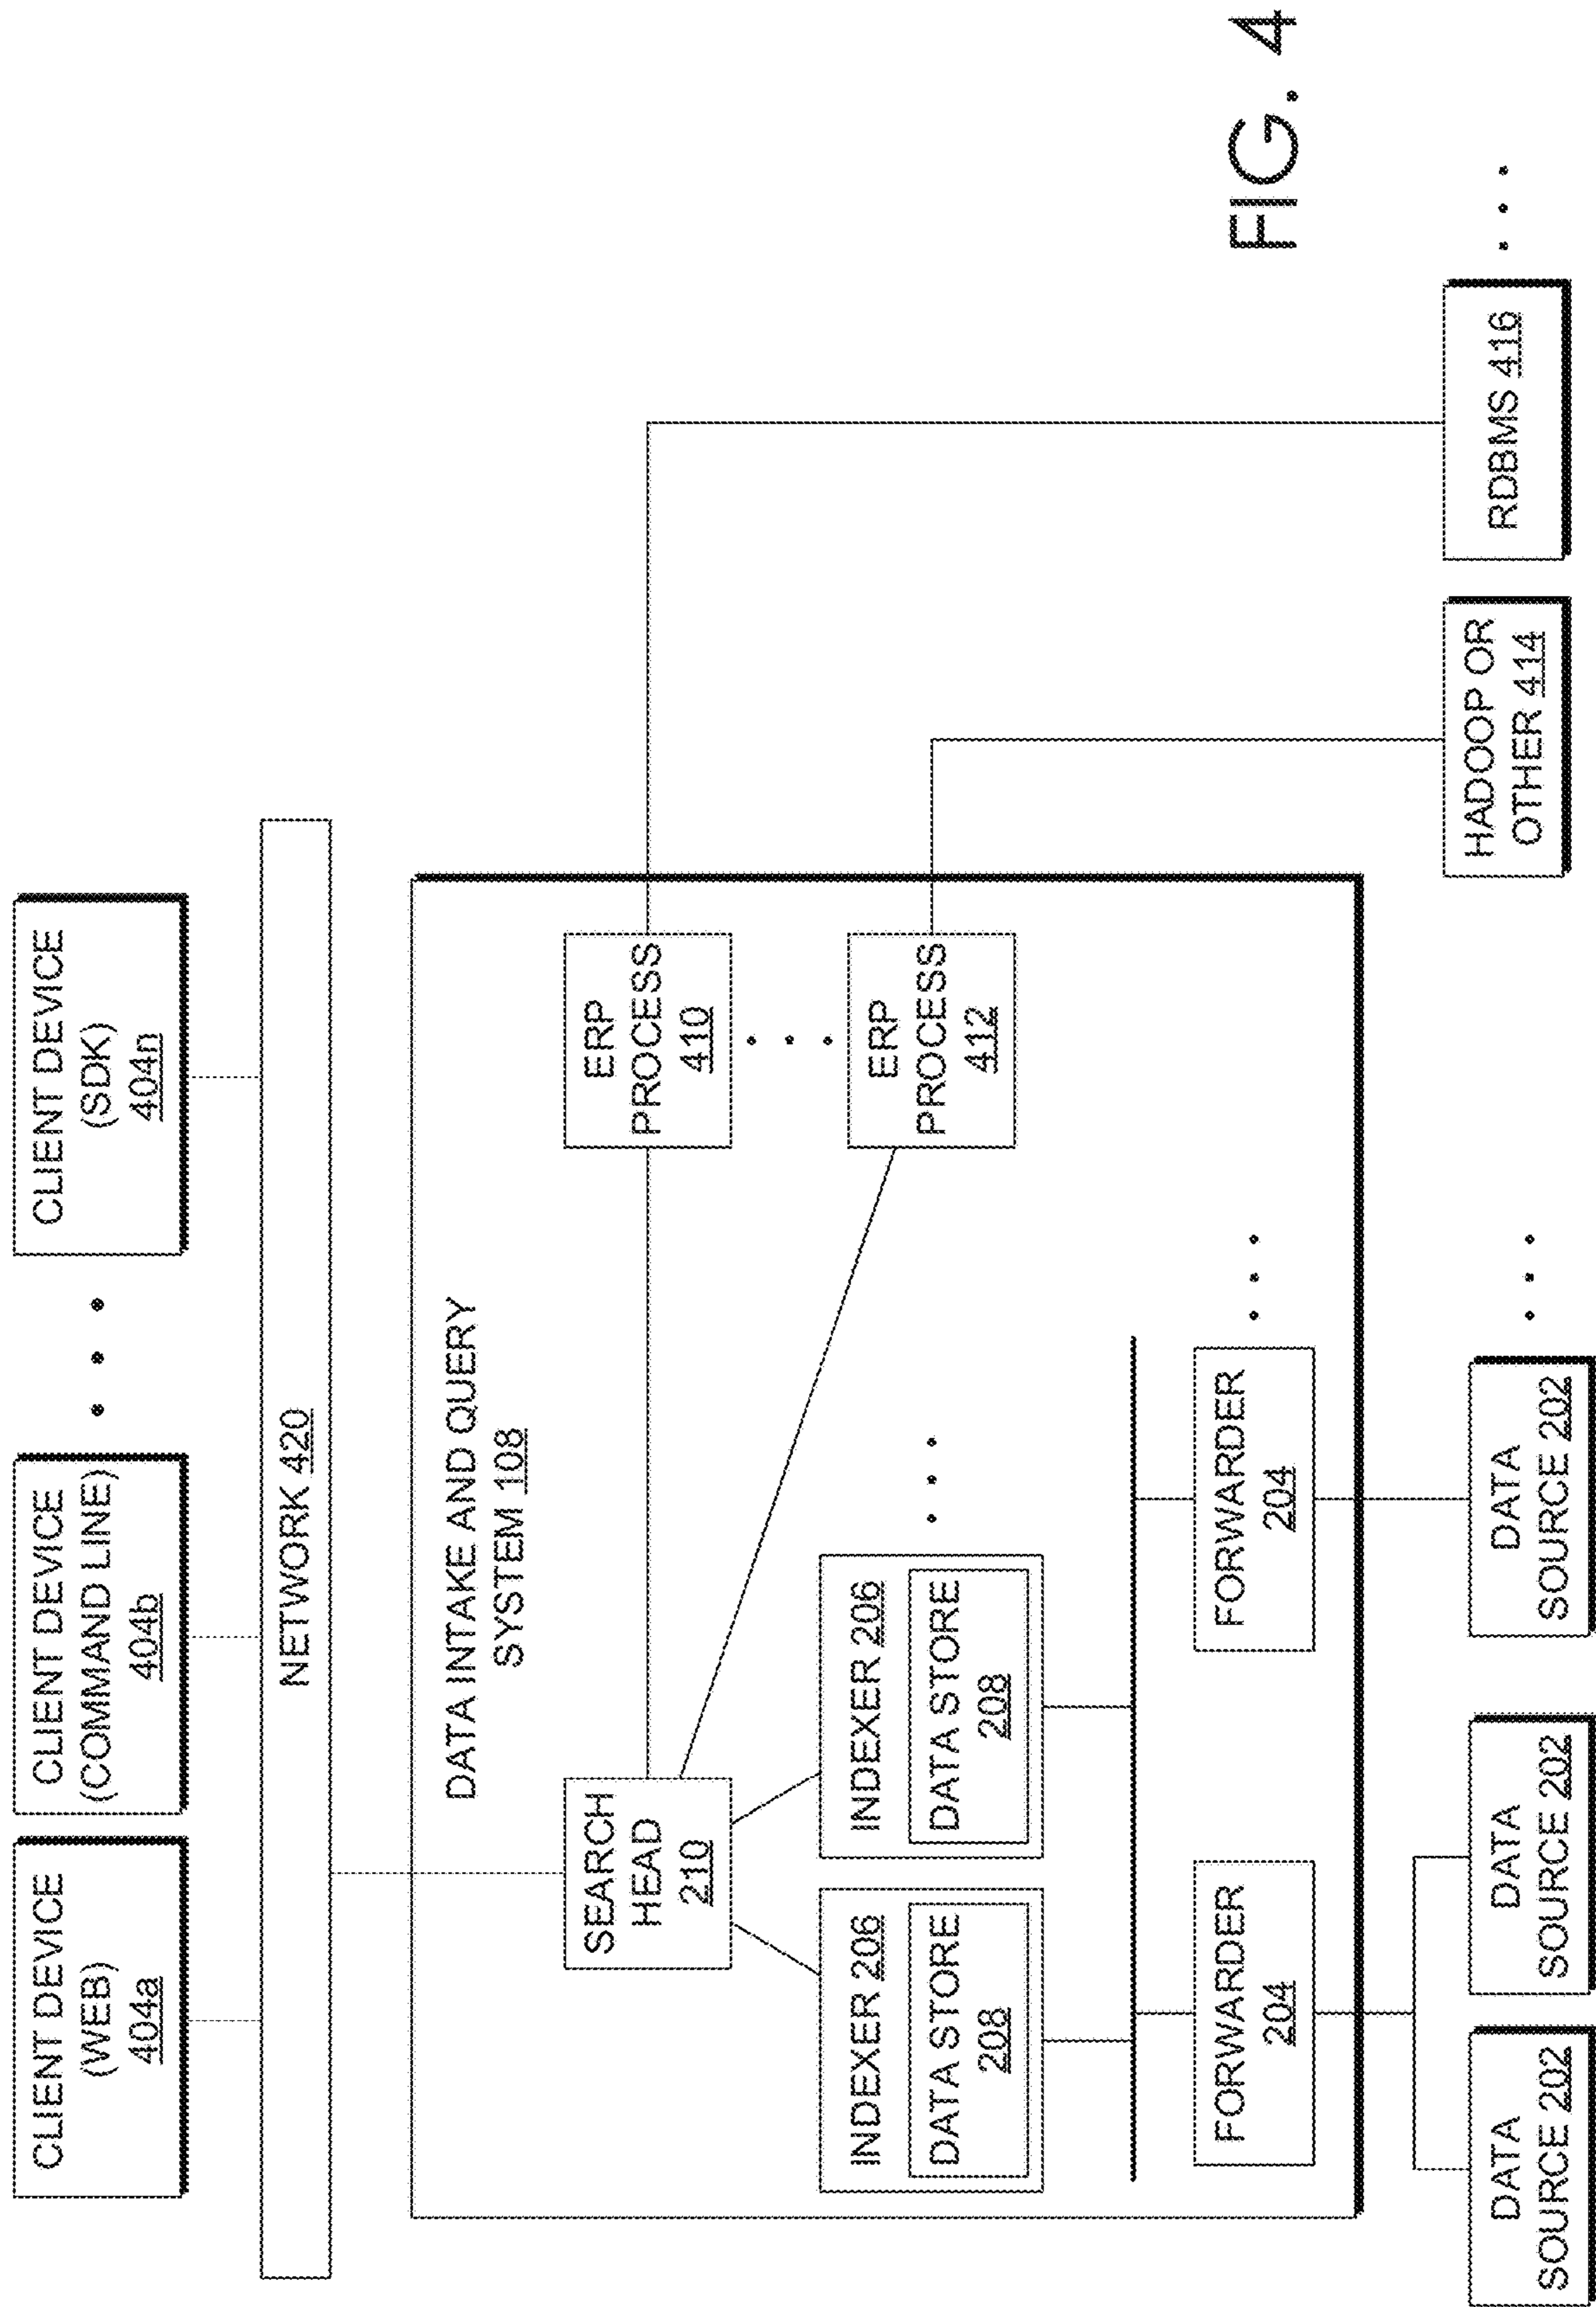 CLIENT DEVICE
(WEB)
404a
CLIENT DEVICE
(COMMAND LINE)
404b
CLIENT DEVICE
(SDK)
404n
NETWORK 420
DATA INTAKE AND QUERY
SYSTEM 108
SEARCH
HEAD
210
ERP
PROCESS
410
ERP
PROCESS
412
INDEXER 206
DATA STORE
208
INDEXER 206
DATA STORE
208
FORWARDER
204
FORWARDER
204
DATA
SOURCE 202
DATA
SOURCE 202
DATA
SOURCE 202
HADOOP OR
OTHER 414
RDBMS 416
FIG. 4